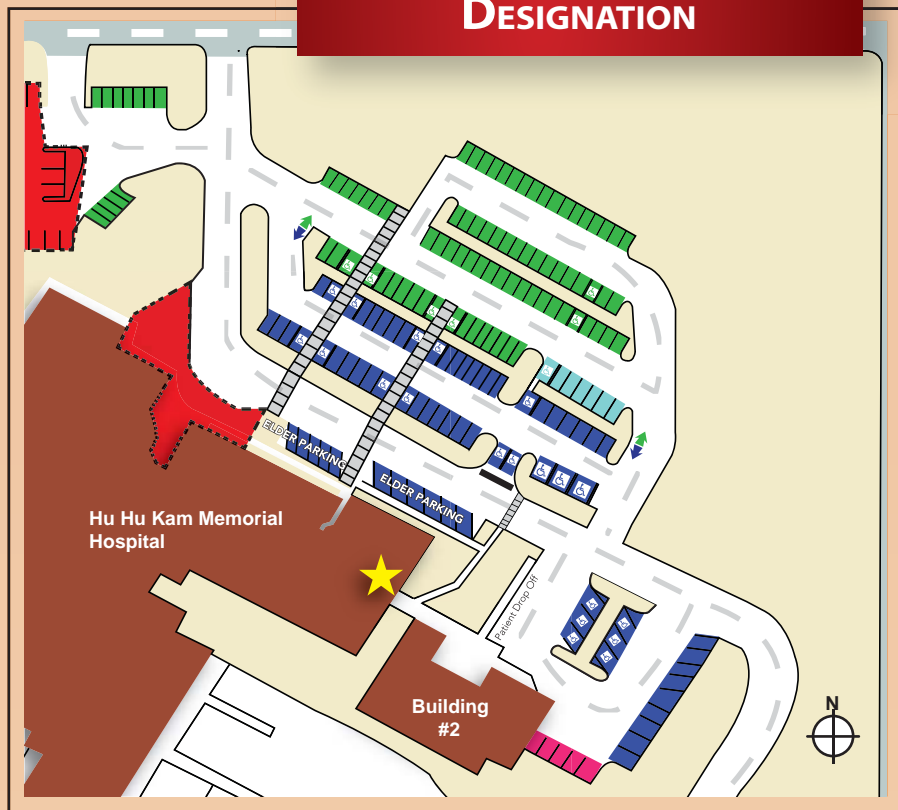 DESIGNATION
ELDER PARKING
ELDER PARKING
Hu Hu Kam Memorial
Hospital
Patient Drop Off
Building
#2
N